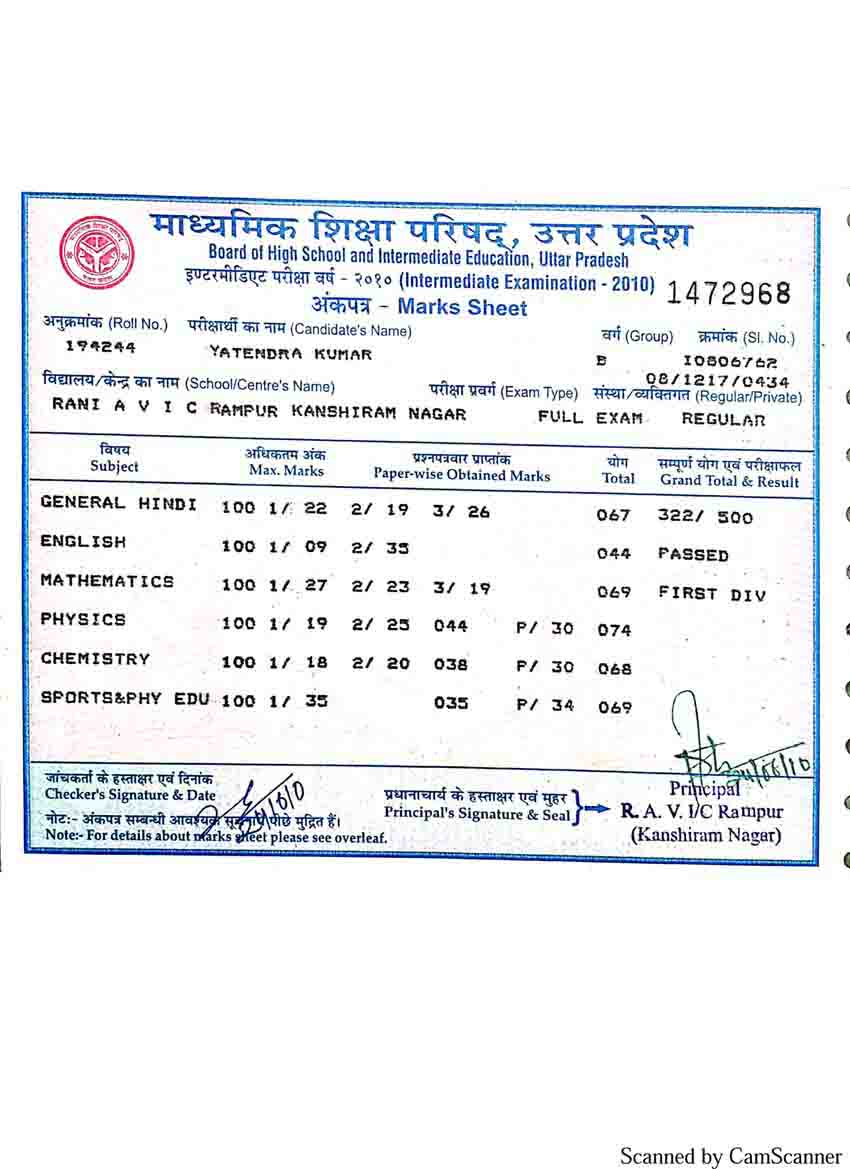 माध्यमिक शिक्षा परिषद्, उत्तर प्रदेश
Board of High School and Intermediate Education, Uttar Pradesh
इण्टरमीडिएट परीक्षा वर्ष - २०१० (Intermediate Examination - 2010) 1472968
अंकपत्र - Marks Sheet
अनुक्रमांक (Roll No.) परीक्षार्थी का नाम (Candidate's Name) वर्ग (Group) क्रमांक (Sl. No.)
194244 YATENDRA KUMAR B I0806762
08/1217/0434
विद्यालय/केन्द्र का नाम (School/Centre's Name) परीक्षा प्रवर्ग (Exam Type) संस्था/व्यक्तिगत (Regular/Private)
RANI A V I C RAMPUR KANSHIRAM NAGAR FULL EXAM REGULAR
विषय अधिकतम अंक प्रश्नपत्रवार प्राप्तांक योग सम्पूर्ण योग एवं परीक्षाफल
Subject Max. Marks Paper-wise Obtained Marks Total Grand Total & Result
GENERAL HINDI 100 1/ 22 2/ 19 3/ 26 067 322/ 500
ENGLISH 100 1/ 09 2/ 35 044 PASSED
MATHEMATICS 100 1/ 27 2/ 23 3/ 19 069 FIRST DIV
PHYSICS 100 1/ 19 2/ 25 044 P/ 30 074
CHEMISTRY 100 1/ 18 2/ 20 038 P/ 30 068
SPORTS&PHY EDU 100 1/ 35 035 P/ 34 069
जांचकर्ता के हस्ताक्षर एवं दिनांक
Checker's Signature & Date
प्रधानाचार्य के हस्ताक्षर एवं मुहर
Principal's Signature & Seal
Principal
R. A. V. I/C Rampur
(Kanshiram Nagar)
नोट:- अंकपत्र सम्बन्धी आवश्यक पीछे मुद्रित हैं।
Note:- For details about marks sheet please see overleaf.
Scanned by CamScanner